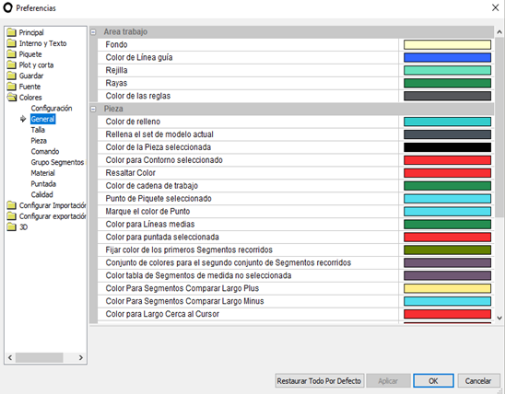 Preferencias
Principal
Interno y Texto
Piquete
Plot y corta
Guardar
Fuente
Colores
Configuración
General
Talla
Pieza
Comando
Grupo Segmentos
Material
Puntada
Calidad
Configurar Importación
Configurar exportación
3D
Area trabajo
Fondo
Color de Línea guía
Rejilla
Rayas
Color de las reglas
Pieza
Color de relleno
Rellena el set de modelo actual
Color de la Pieza seleccionada
Color para Contorno seleccionado
Resaltar Color
Color de cadena de trabajo
Punto de Piquete seleccionado
Marque el color de Punto
Color para Líneas medias
Color para puntada seleccionada
Fijar color de los primeros Segmentos recorridos
Conjunto de colores para el segundo conjunto de Segmentos recorridos
Color tabla de Segmentos de medida no seleccionada
Color Para Segmentos Comparar Largo Plus
Color Para Segmentos Comparar Largo Minus
Color para Largo Cerca al Cursor
Restaurar Todo Por Defecto
Aplicar
OK
Cancelar